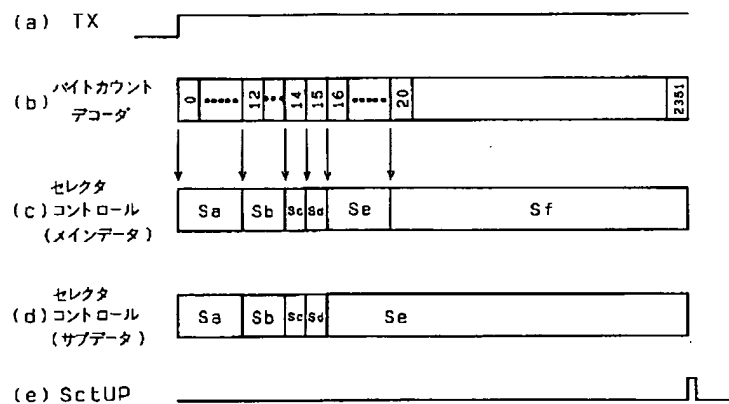 (a) TX
(b) バイトカウント
デコーダ
0 ..... 12 ... 14 15 16 ..... 20 2351
セレクタ
(c) コントロール
(メインデータ)
Sa Sb Sc Sd Se Sf
セレクタ
(d) コントロール
(サブデータ)
Sa Sb Sc Sd Se
(e) SctUP